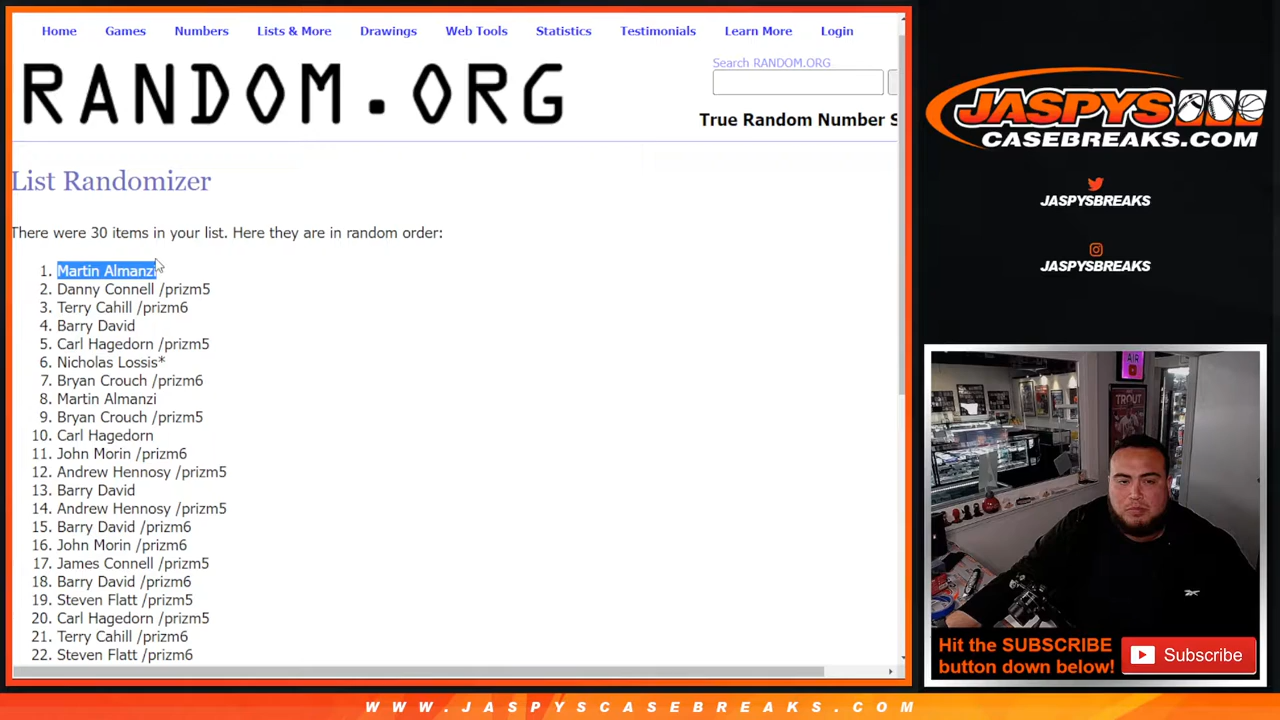 Home Games Numbers Lists & More Drawings Web Tools Statistics Testimonials Learn More Login
RANDOM.ORG
Search RANDOM.ORG
True Random Number S
List Randomizer
There were 30 items in your list. Here they are in random order:
1. Martin Almanzi
2. Danny Connell /prizm5
3. Terry Cahill /prizm6
4. Barry David
5. Carl Hagedorn /prizm5
6. Nicholas Lossis*
7. Bryan Crouch /prizm6
8. Martin Almanzi
9. Bryan Crouch /prizm5
10. Carl Hagedorn
11. John Morin /prizm6
12. Andrew Hennosy /prizm5
13. Barry David
14. Andrew Hennosy /prizm5
15. Barry David /prizm6
16. John Morin /prizm6
17. James Connell /prizm5
18. Barry David /prizm6
19. Steven Flatt /prizm5
20. Carl Hagedorn /prizm5
21. Terry Cahill /prizm6
22. Steven Flatt /prizm6
JASPYS
CASEBREAKS.COM
JASPYSBREAKS
JASPYSBREAKS
AIR
TROUT
Hit the SUBSCRIBE
button down below!
Subscribe
WWW.JASPYSCASEBREAKS.COM